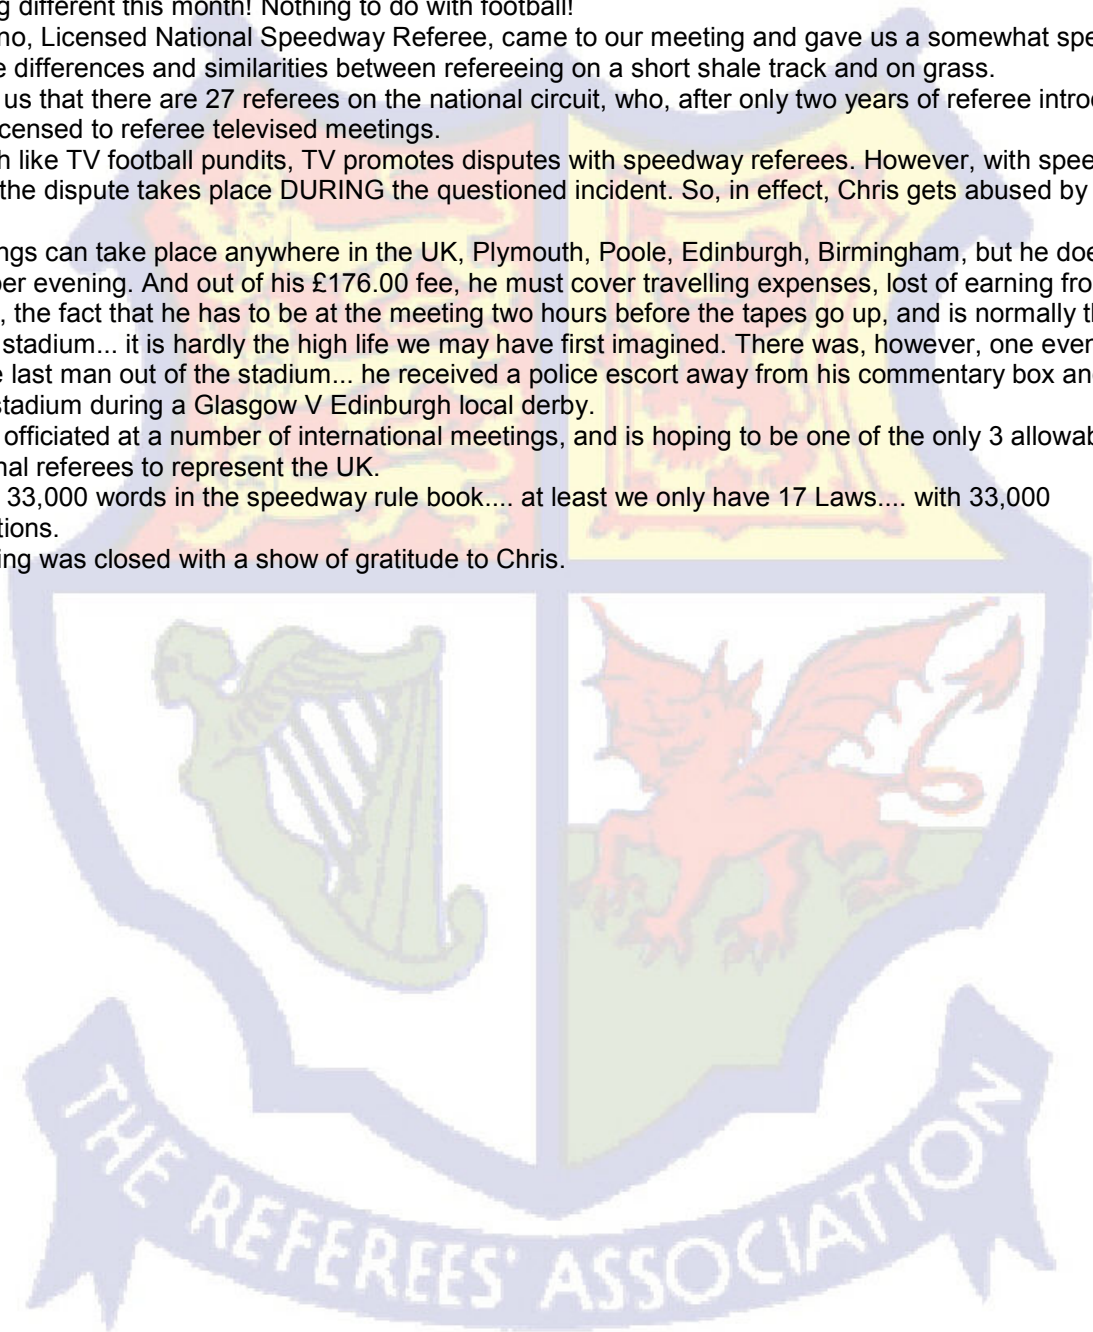 g different this month! Nothing to do with football!
no, Licensed National Speedway Referee, came to our meeting and gave us a somewhat spe
e differences and similarities between refereeing on a short shale track and on grass.
us that there are 27 referees on the national circuit, who, after only two years of referee introd
icensed to referee televised meetings.
h like TV football pundits, TV promotes disputes with speedway referees. However, with speed
the dispute takes place DURING the questioned incident. So, in effect, Chris gets abused by
ngs can take place anywhere in the UK, Plymouth, Poole, Edinburgh, Birmingham, but he doe
per evening. And out of his £176.00 fee, he must cover travelling expenses, lost of earning fro
, the fact that he has to be at the meeting two hours before the tapes go up, and is normally th
stadium... it is hardly the high life we may have first imagined. There was, however, one even
e last man out of the stadium... he received a police escort away from his commentary box an
stadium during a Glasgow V Edinburgh local derby.
officiated at a number of international meetings, and is hoping to be one of the only 3 allowab
nal referees to represent the UK.
33,000 words in the speedway rule book.... at least we only have 17 Laws.... with 33,000
tions.
ing was closed with a show of gratitude to Chris.
THE REFEREES' ASSOCIATION